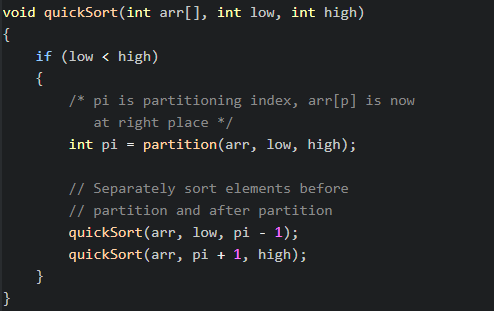 void quickSort(int arr[], int low, int high)
{
    if (low < high)
    {
        /* pi is partitioning index, arr[p] is now
           at right place */
        int pi = partition(arr, low, high);

        // Separately sort elements before
        // partition and after partition
        quickSort(arr, low, pi - 1);
        quickSort(arr, pi + 1, high);
    }
}